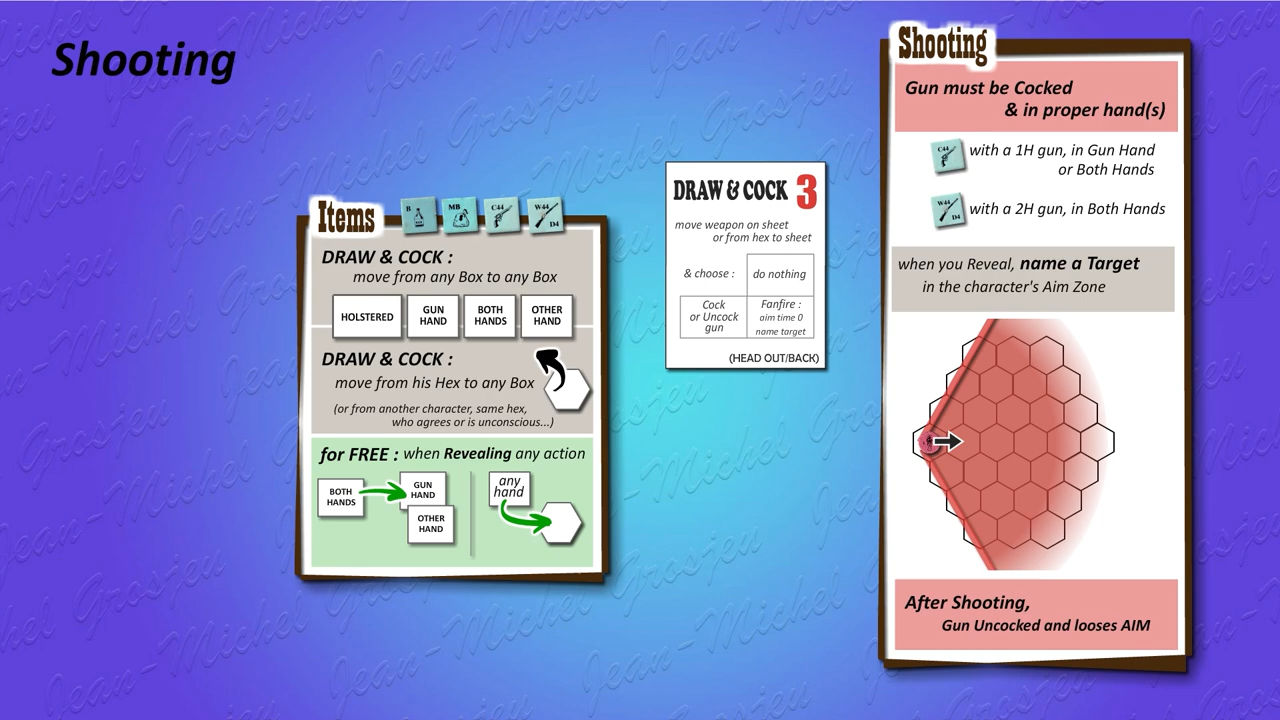 Shooting
Items
B
MB
C44
W44
D4
DRAW & COCK :
move from any Box to any Box
HOLSTERED
GUN
HAND
BOTH
HANDS
OTHER
HAND
DRAW & COCK :
move from his Hex to any Box
(or from another character, same hex,
who agrees or is unconscious...)
for FREE : when Revealing any action
BOTH
HANDS
GUN
HAND
OTHER
HAND
any
hand
DRAW & COCK 3
move weapon on sheet
or from hex to sheet
& choose :
do nothing
Cock
or Uncock
gun
Fanfire :
aim time 0
name target
(HEAD OUT/BACK)
Shooting
Gun must be Cocked
& in proper hand(s)
C44
with a 1H gun, in Gun Hand
or Both Hands
W44
D4
with a 2H gun, in Both Hands
when you Reveal, name a Target
in the character's Aim Zone
After Shooting,
Gun Uncocked and looses AIM
Jean-Michel Grosjeu